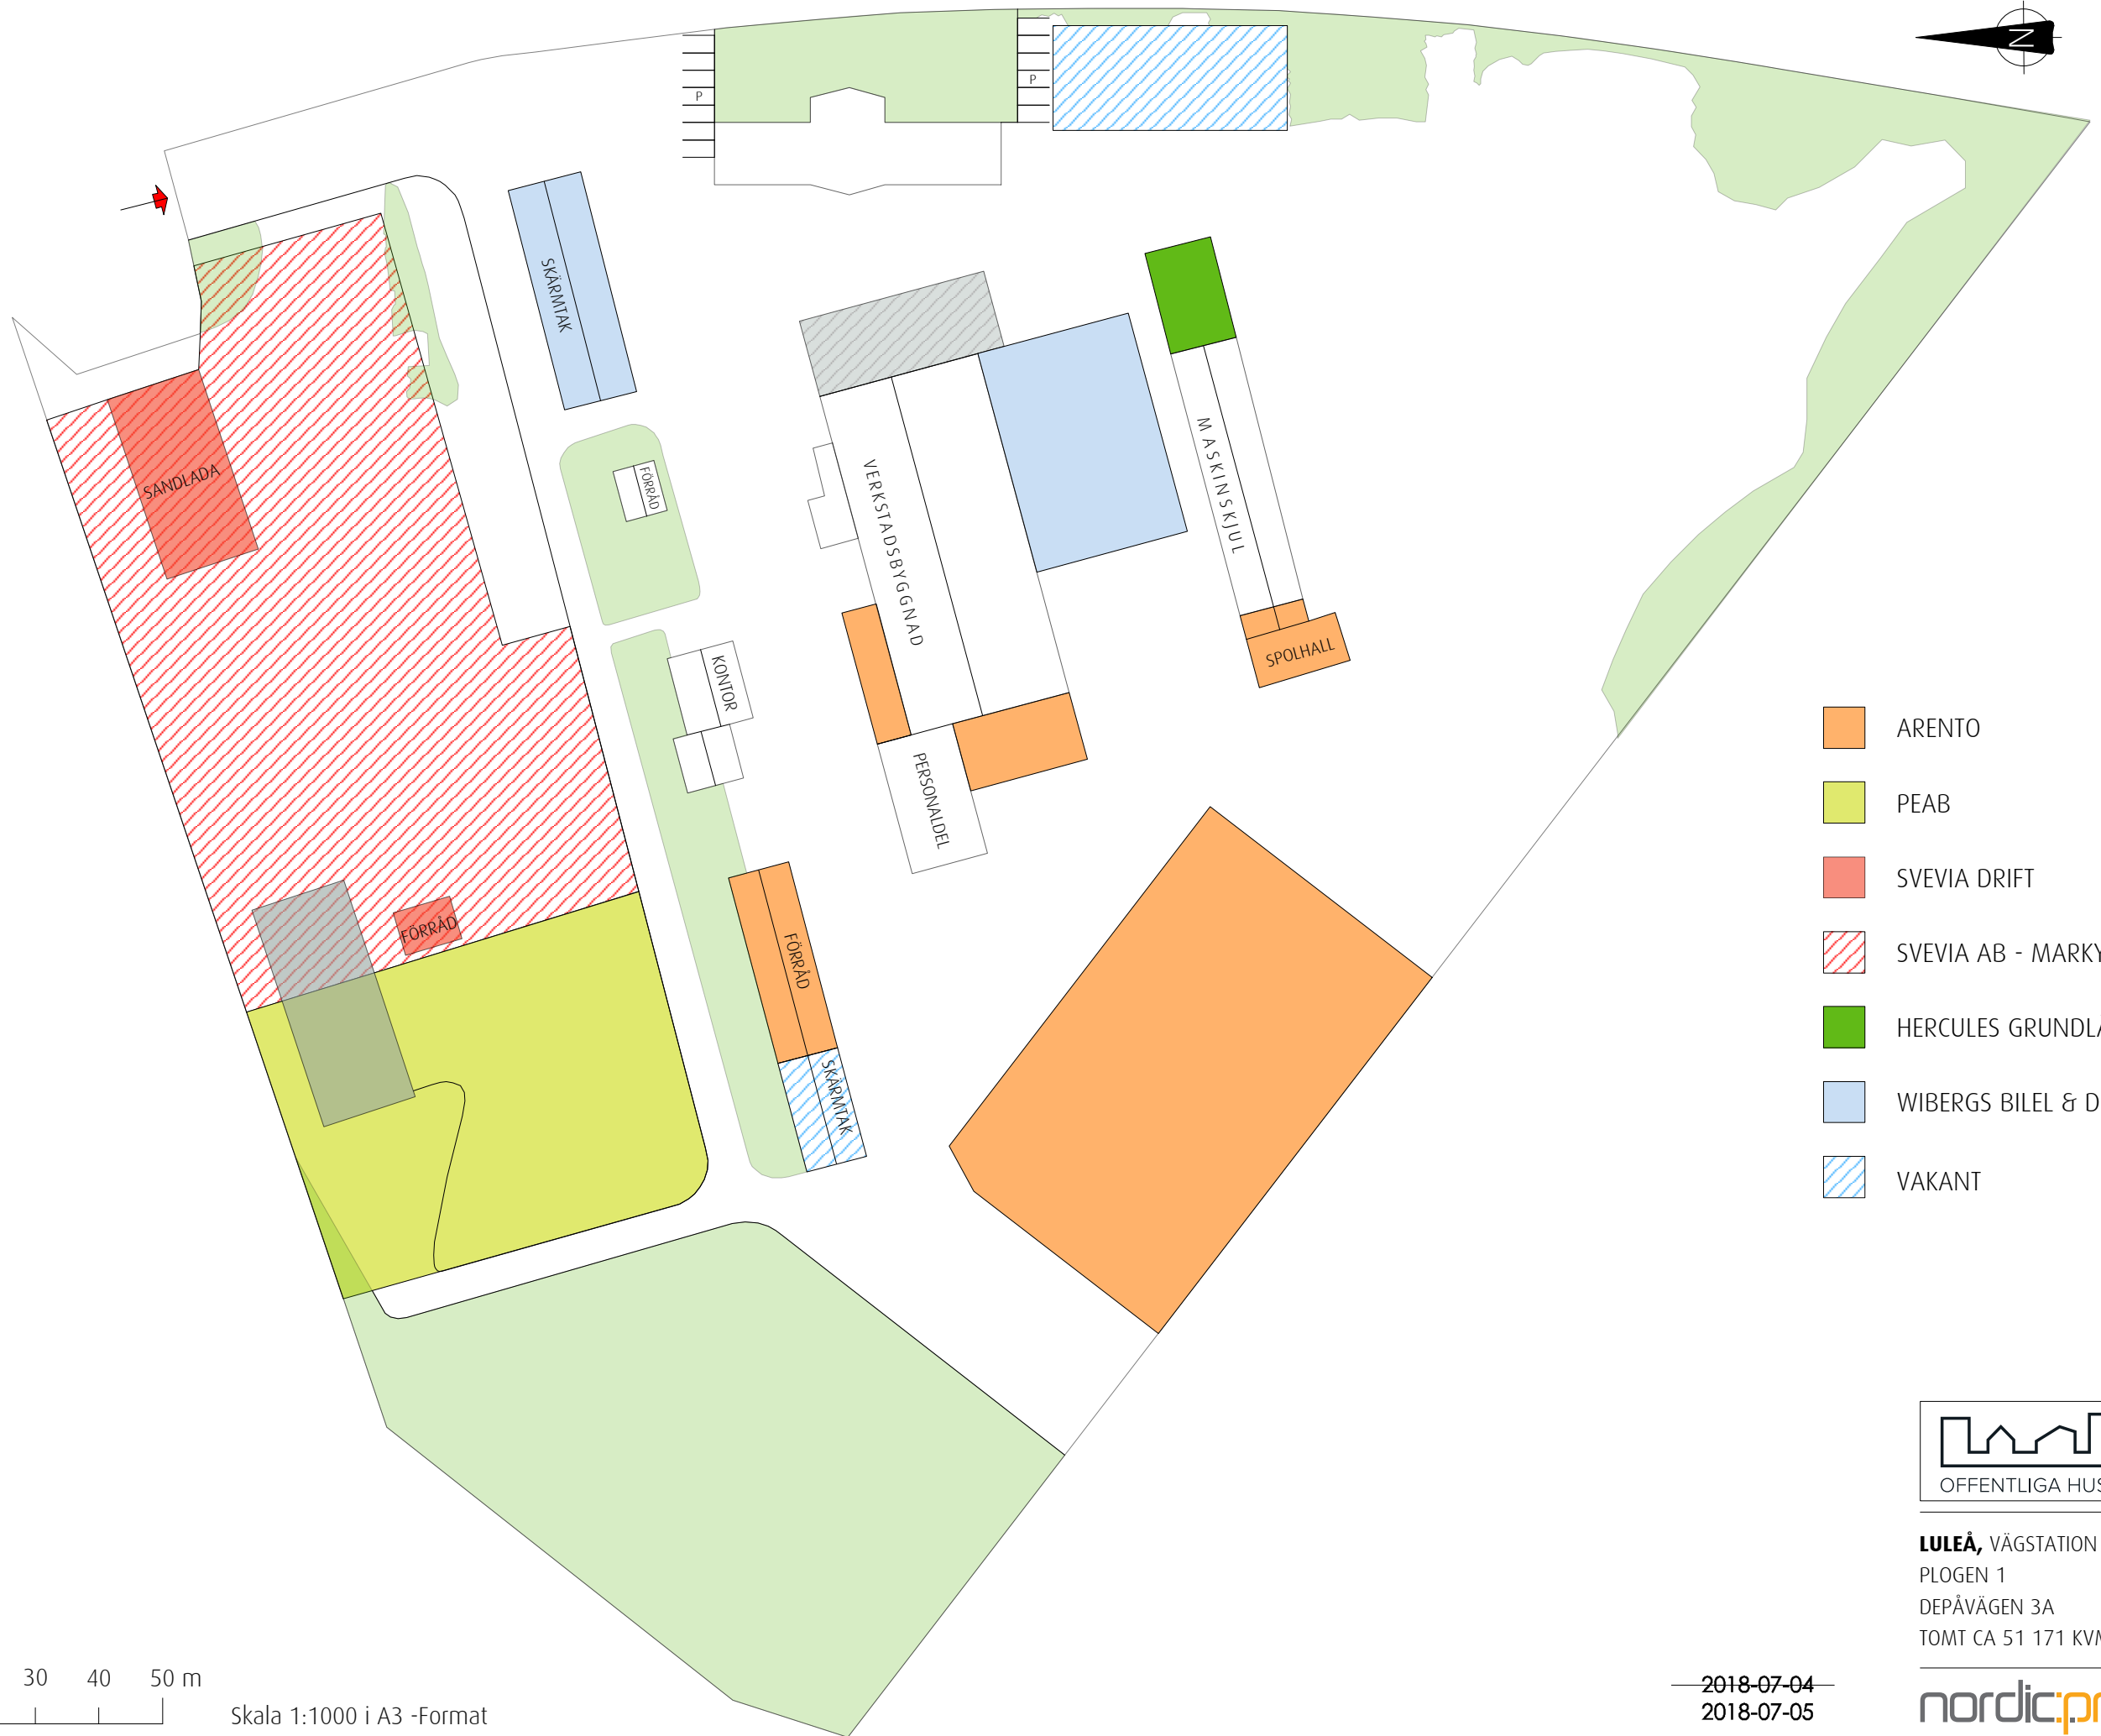 N
P
P
SKÄRMTAK
SANDLADA
FÖRRÅD
VERKSTADSBYGGNAD
MASKINSKJUL
KONTOR
SPOLHALL
PERSONALDEL
FÖRRÅD
FÖRRÅD
SKÄRMTAK
ARENTO
PEAB
SVEVIA DRIFT
SVEVIA AB - MARKY
HERCULES GRUNDLÄ
WIBERGS BILEL & D
VAKANT
OFFENTLIGA HUS
LULEÅ, VÄGSTATION
PLOGEN 1
DEPÅVÄGEN 3A
TOMT CA 51 171 KVM
30 40 50 m
Skala 1:1000 i A3 -Format
2018-07-04
2018-07-05
nordic:pr